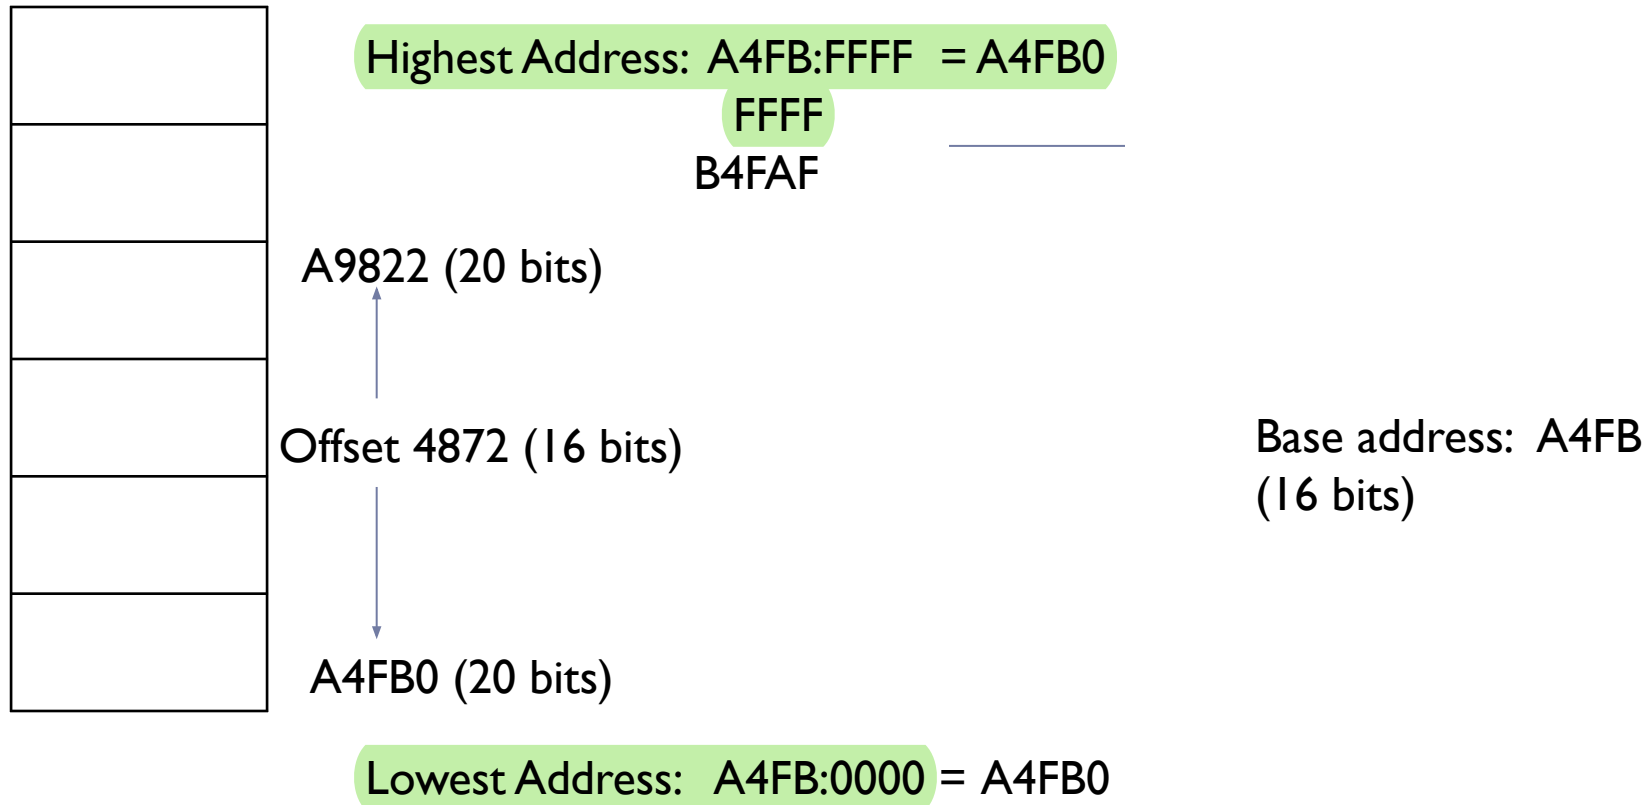 Highest Address: A4FB:FFFF = A4FB0
FFFF
B4FAF
A9822 (20 bits)
Offset 4872 (16 bits)
Base address: A4FB
(16 bits)
A4FB0 (20 bits)
Lowest Address: A4FB:0000 = A4FB0